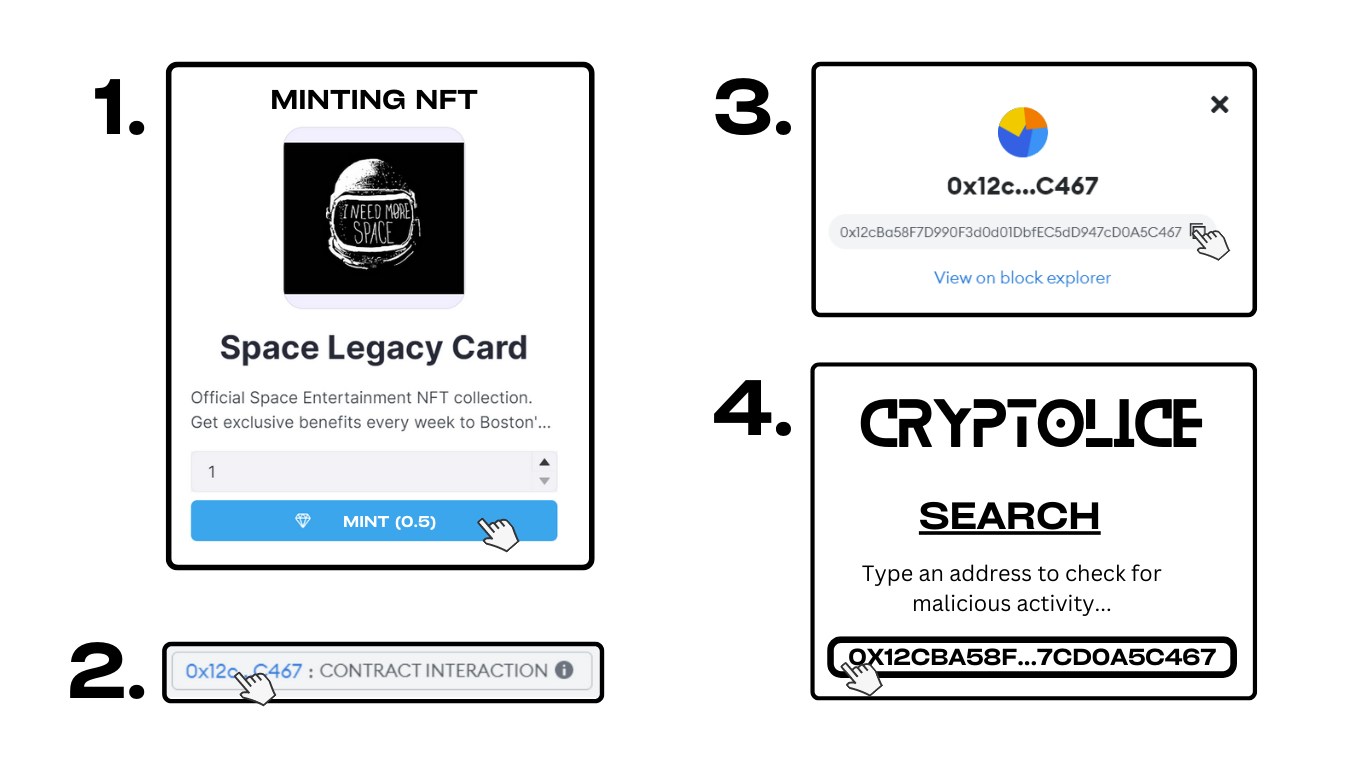 1.
MINTING NFT
I NEED MORE
SPACE
Space Legacy Card
Official Space Entertainment NFT collection.
Get exclusive benefits every week to Boston'...
1
MINT (0.5)
2.
0x12c...C467 : CONTRACT INTERACTION
3.
0x12c...C467
0x12cBa58F7D990F3d0d01DbfEC5dD947cD0A5C467
View on block explorer
4.
CRYPTOLICE
SEARCH
Type an address to check for
malicious activity...
0X12CBA58F...7CD0A5C467